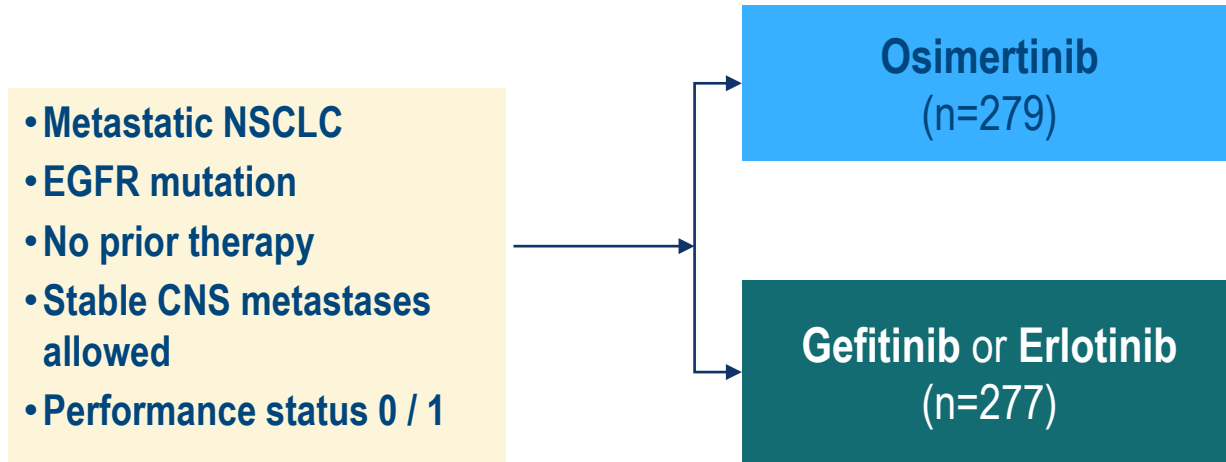 • Metastatic NSCLC
• EGFR mutation
• No prior therapy
• Stable CNS metastases
allowed
• Performance status 0 / 1
Osimertinib
(n=279)
Gefitinib or Erlotinib
(n=277)